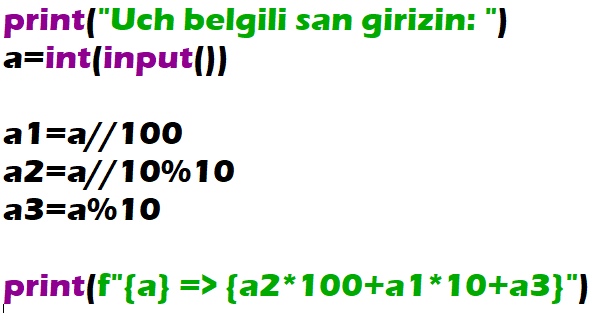 print("Uch belgili san girizin: ")
a=int(input())
a1=a//100
a2=a//10%10
a3=a%10
print(f"{a} => {a2*100+a1*10+a3}")